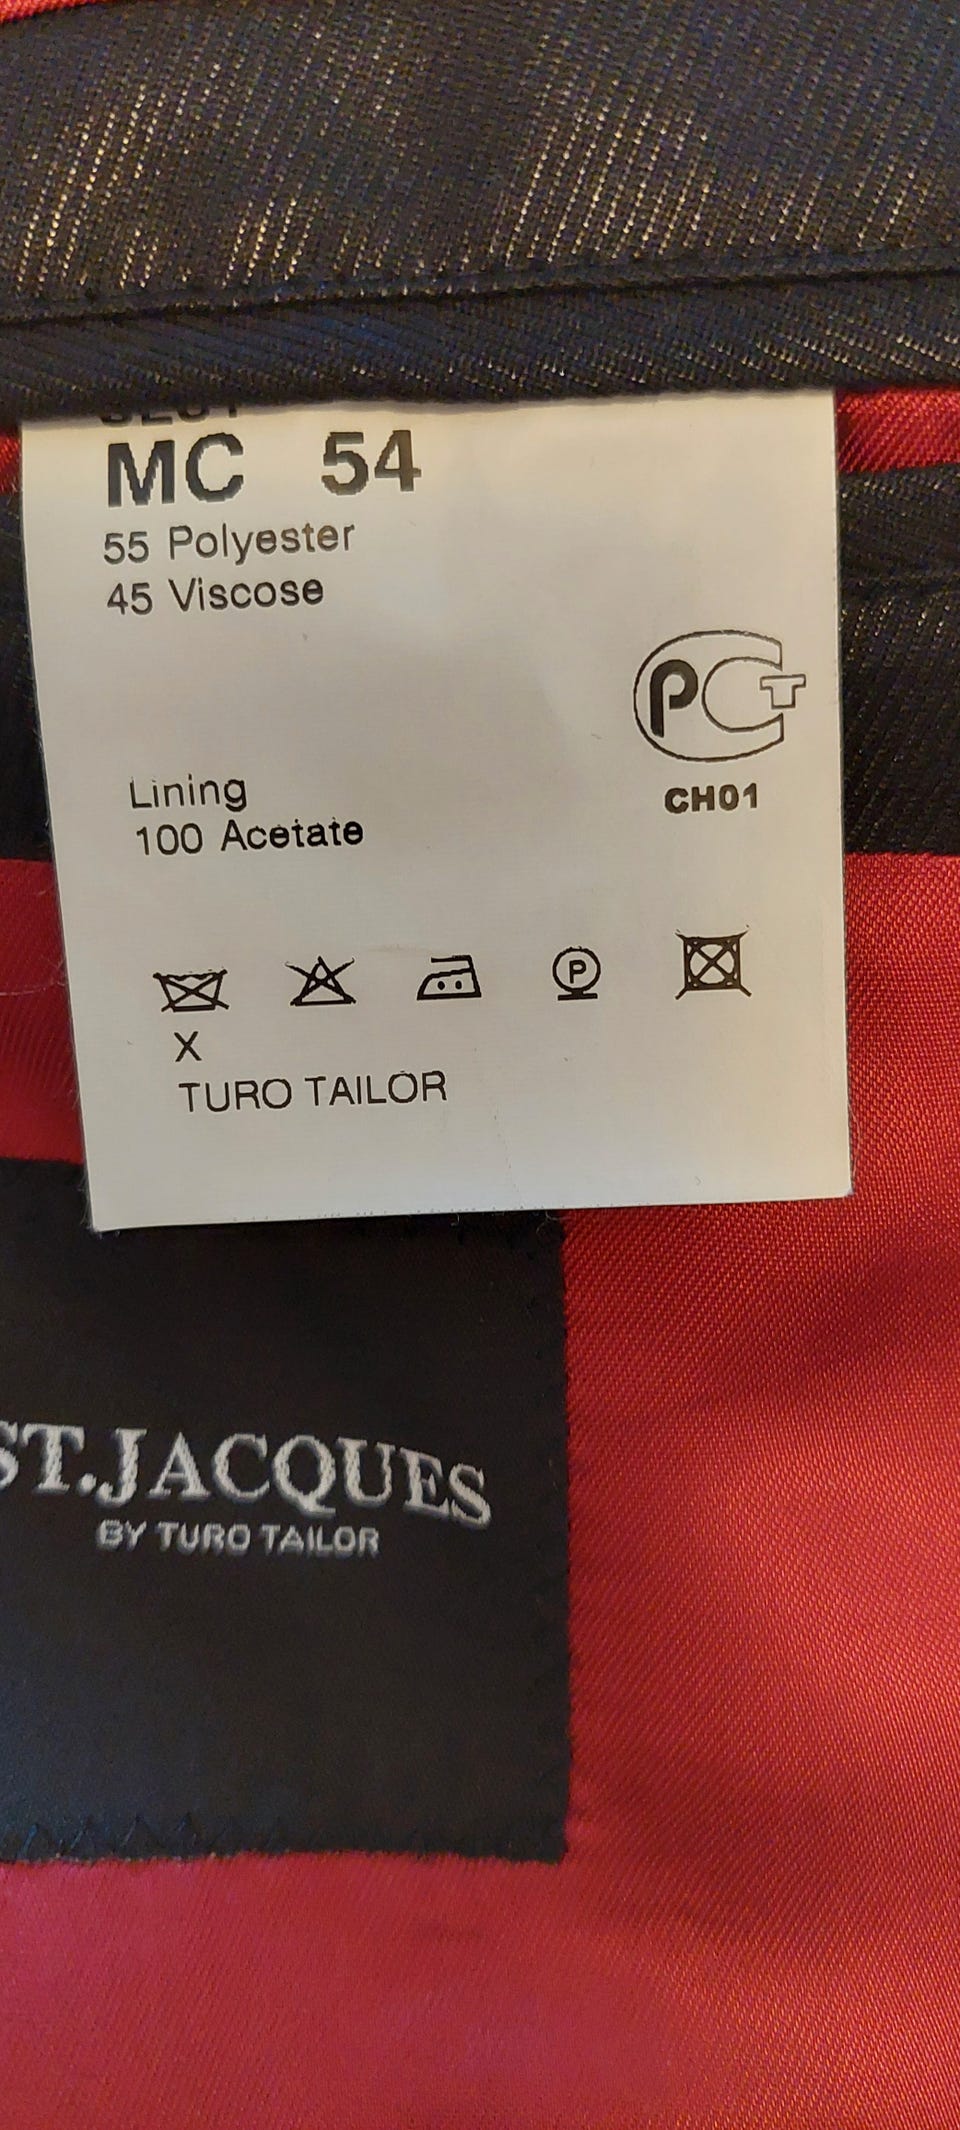 MC 54
55 Polyester
45 Viscose
PCT
CH01
Lining
100 Acetate
P
X
TURO TAILOR
ST.JACQUES
BY TURO TAILOR